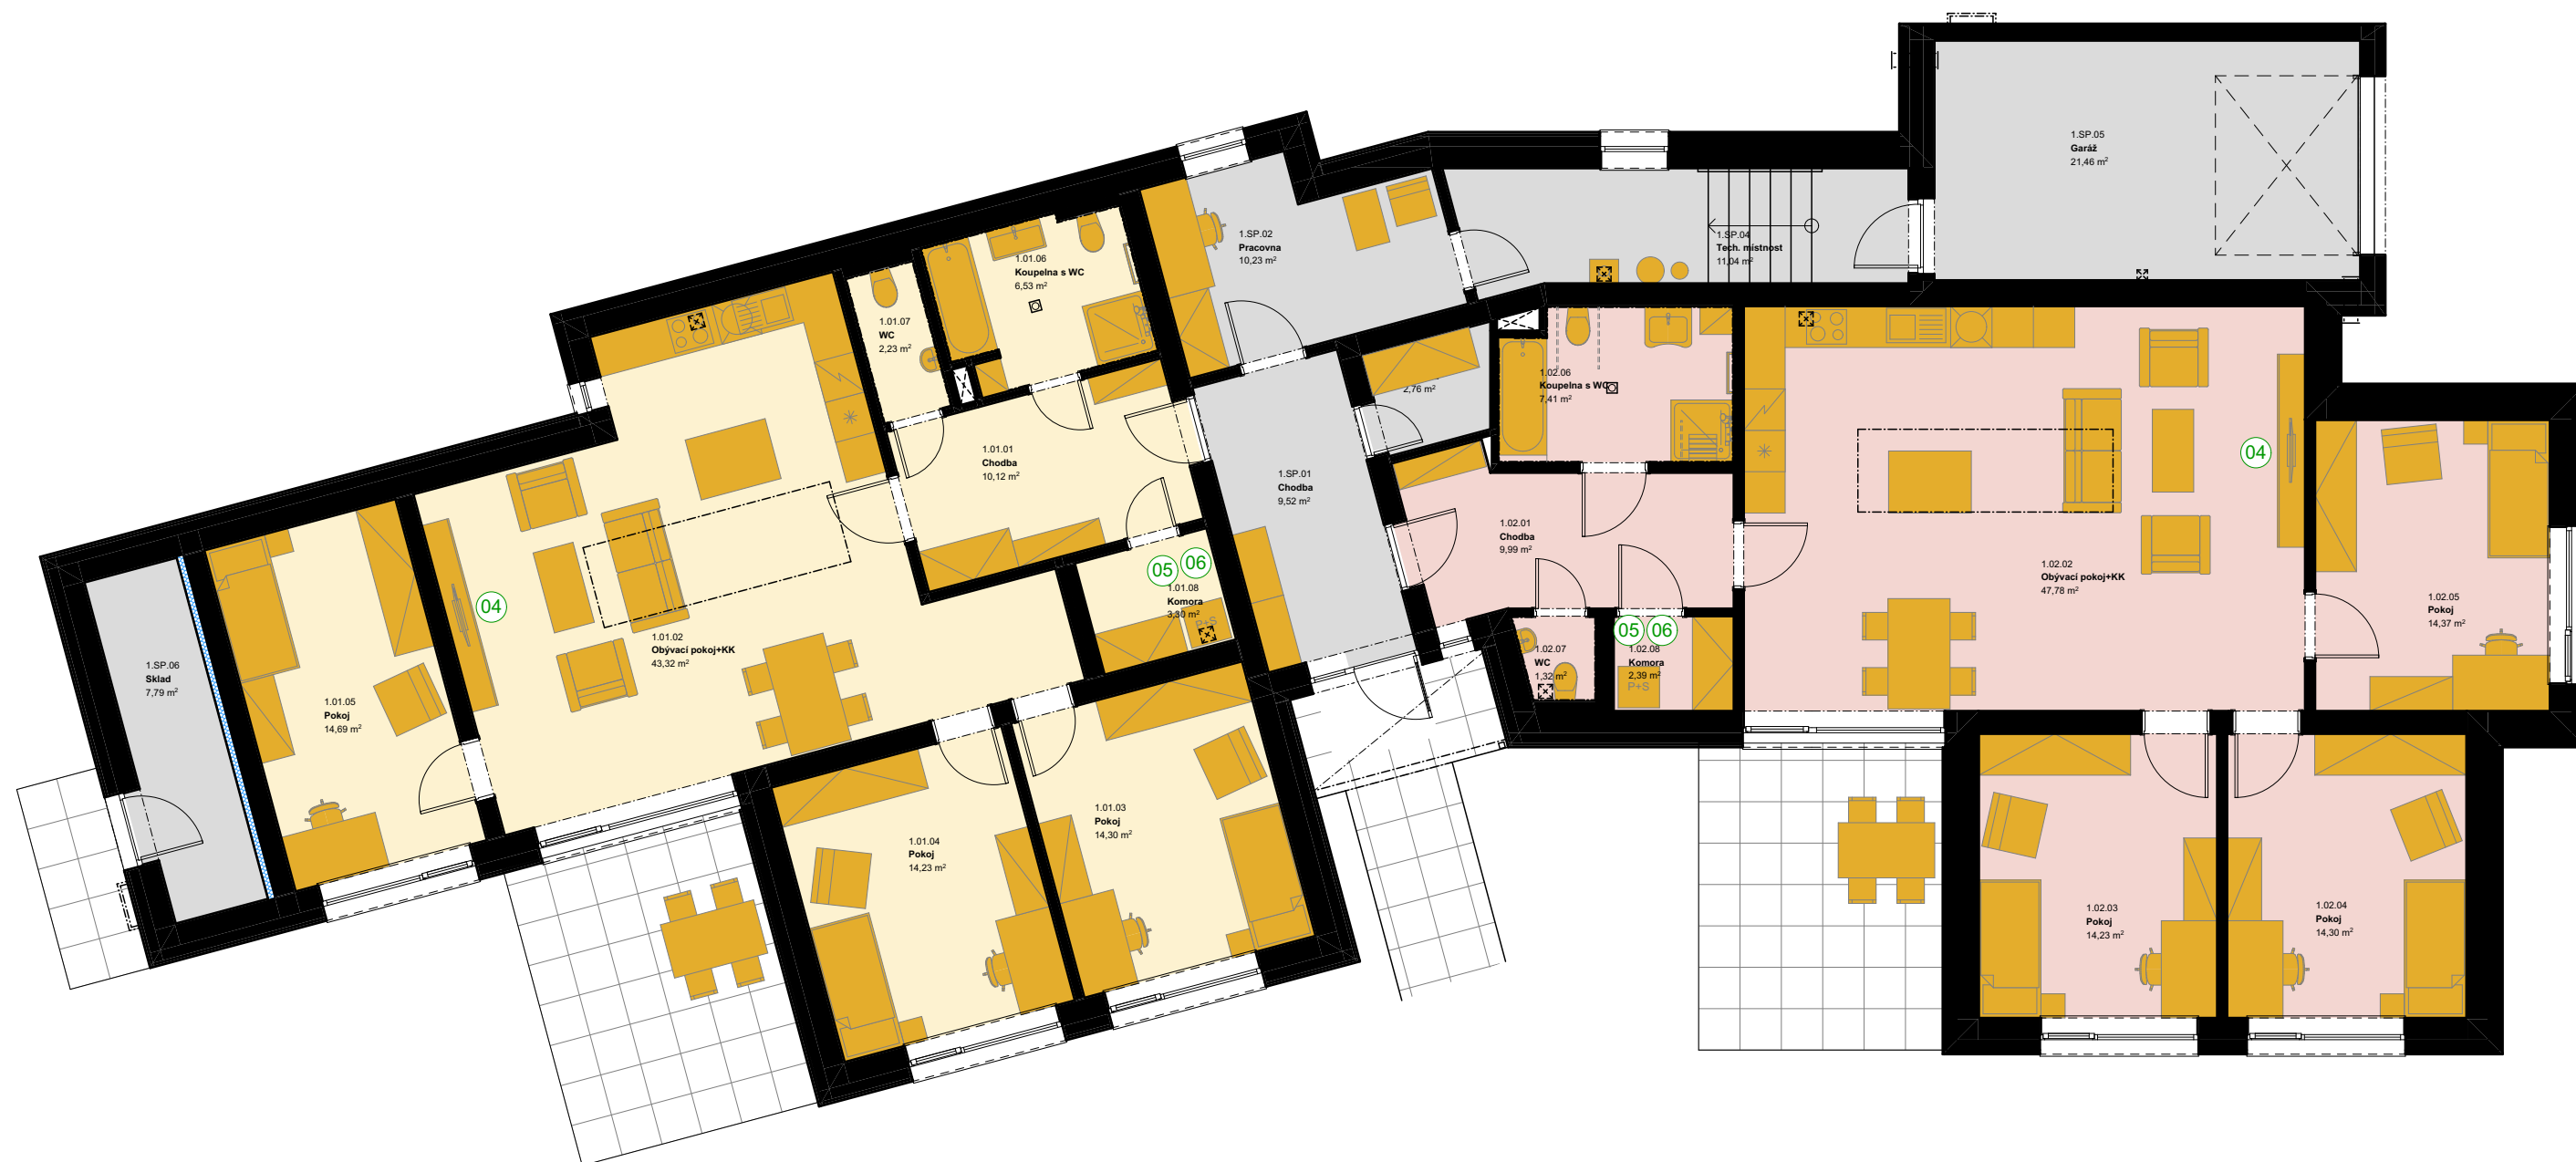 1.SP.05
Garáž
21,46 m²
1.SP.02
Pracovna
10,23 m²
1.SP.04
Tech. místnost
11,04 m²
1.01.06
Koupelna s WC
6,53 m²
1.01.07
WC
2,23 m²
2,76 m²
1.02.06
Koupelna s WC
7,41 m²
1.01.01
Chodba
10,12 m²
1.SP.01
Chodba
9,52 m²
04
1.02.01
Chodba
9,99 m²
1.02.02
Obývací pokoj+KK
47,78 m²
1.02.05
Pokoj
14,37 m²
05
06
1.01.08
Komora
3,30 m²
P+S
04
1.01.02
Obývací pokoj+KK
43,32 m²
05
06
1.02.07
WC
1,32 m²
1.02.08
Komora
2,39 m²
P+S
1.SP.06
Sklad
7,79 m²
1.01.05
Pokoj
14,69 m²
1.01.04
Pokoj
14,23 m²
1.01.03
Pokoj
14,30 m²
1.02.03
Pokoj
14,23 m²
1.02.04
Pokoj
14,30 m²